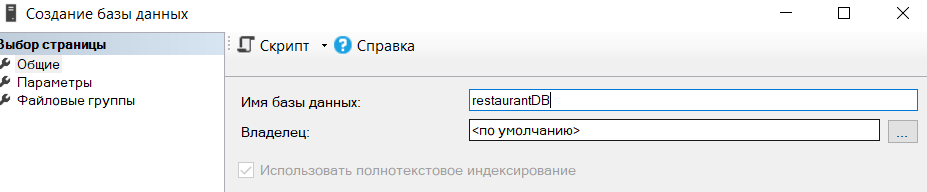 Создание базы данных
Выбор страницы
Общие
Параметры
Файловые группы
Скрипт
Справка
Имя базы данных: restaurantDB
Владелец: <по умолчанию> ...
Использовать полнотекстовое индексирование